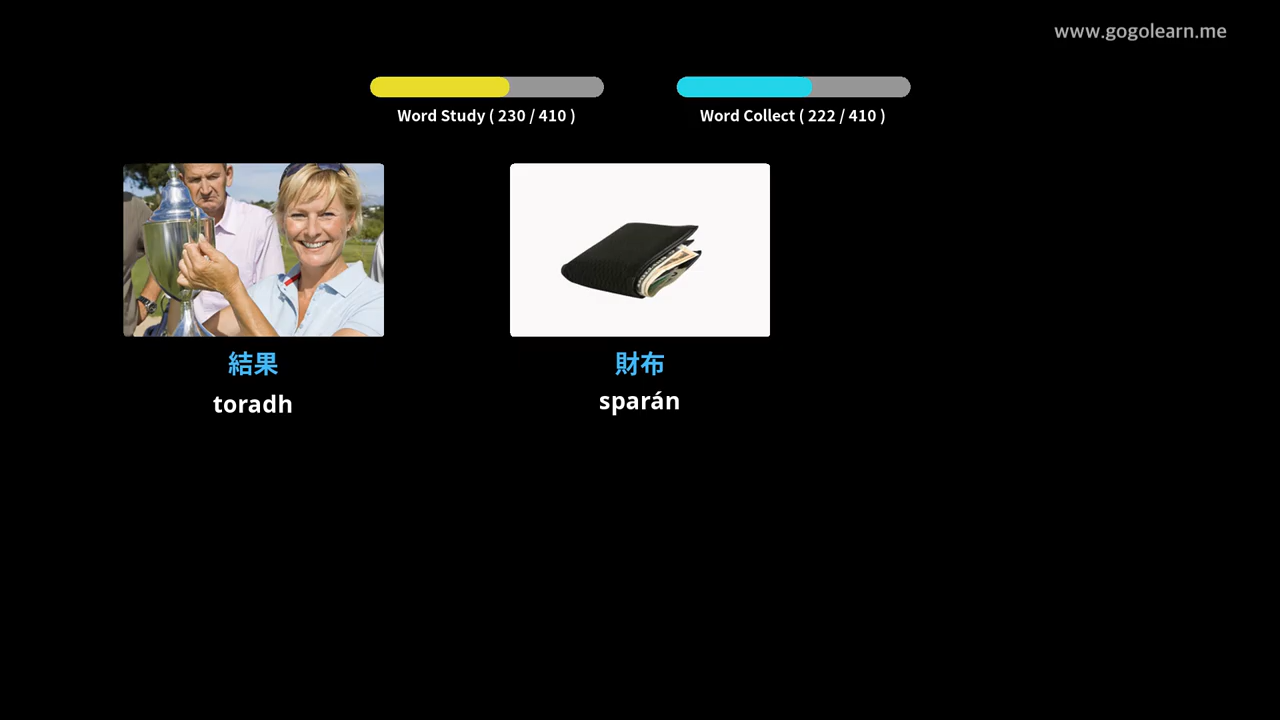 www.gogolearn.me
Word Study ( 230 / 410 )
Word Collect ( 222 / 410 )
結果
toradh
財布
sparán